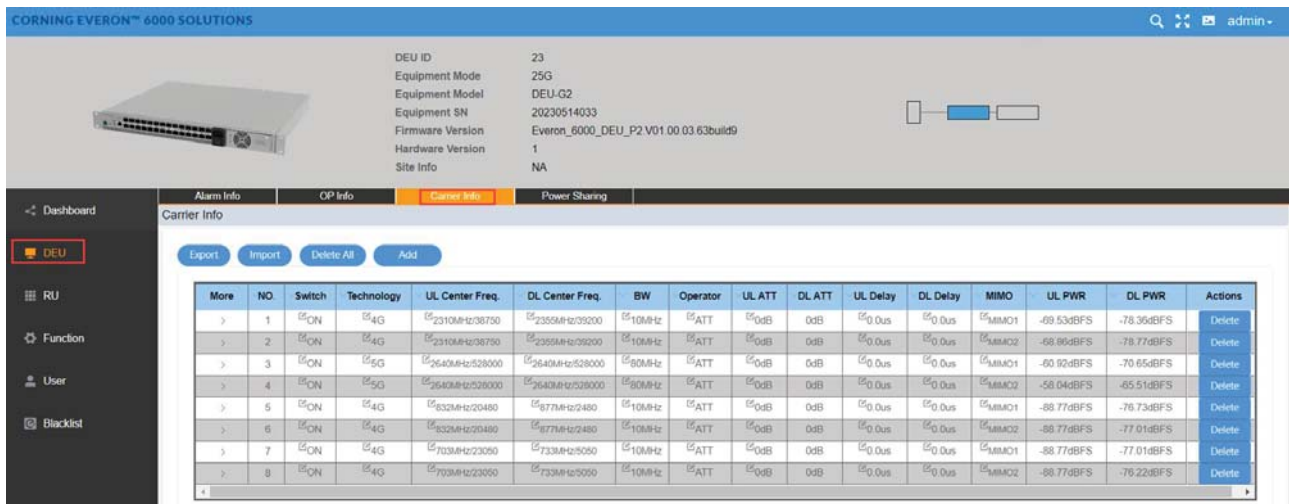 CORNING EVERON™ 6000 SOLUTIONS
admin
DEU ID 23
Equipment Mode 25G
Equipment Model DEU-G2
Equipment SN 20230514033
Firmware Version Everon_6000_DEU_P2.V01.00.03.63build9
Hardware Version 1
Site Info NA
Alarm Info OP Info Carrier Info Power Sharing
Dashboard
DEU
RU
Function
User
Blacklist
Carrier Info
Export Import Delete All Add
More NO. Switch Technology UL Center Freq. DL Center Freq. BW Operator UL ATT DL ATT UL Delay DL Delay MIMO UL PWR DL PWR Actions
1 ON 4G 2310MHz/38750 2355MHz/39200 10MHz ATT 0dB 0dB 0.0us 0.0us MIMO1 -69.53dBFS -78.36dBFS Delete
2 ON 4G 2310MHz/38750 2355MHz/39200 10MHz ATT 0dB 0dB 0.0us 0.0us MIMO2 -68.86dBFS -78.77dBFS Delete
3 ON 5G 2640MHz/528000 2640MHz/528000 80MHz ATT 0dB 0dB 0.0us 0.0us MIMO1 -60.92dBFS -70.65dBFS Delete
4 ON 5G 2640MHz/528000 2640MHz/528000 80MHz ATT 0dB 0dB 0.0us 0.0us MIMO2 -58.04dBFS -65.51dBFS Delete
5 ON 4G 832MHz/20480 877MHz/2480 10MHz ATT 0dB 0dB 0.0us 0.0us MIMO1 -88.77dBFS -76.73dBFS Delete
6 ON 4G 832MHz/20480 877MHz/2480 10MHz ATT 0dB 0dB 0.0us 0.0us MIMO2 -88.77dBFS -77.01dBFS Delete
7 ON 4G 703MHz/23050 733MHz/5050 10MHz ATT 0dB 0dB 0.0us 0.0us MIMO1 -88.77dBFS -77.01dBFS Delete
8 ON 4G 703MHz/23050 733MHz/5050 10MHz ATT 0dB 0dB 0.0us 0.0us MIMO2 -88.77dBFS -76.22dBFS Delete